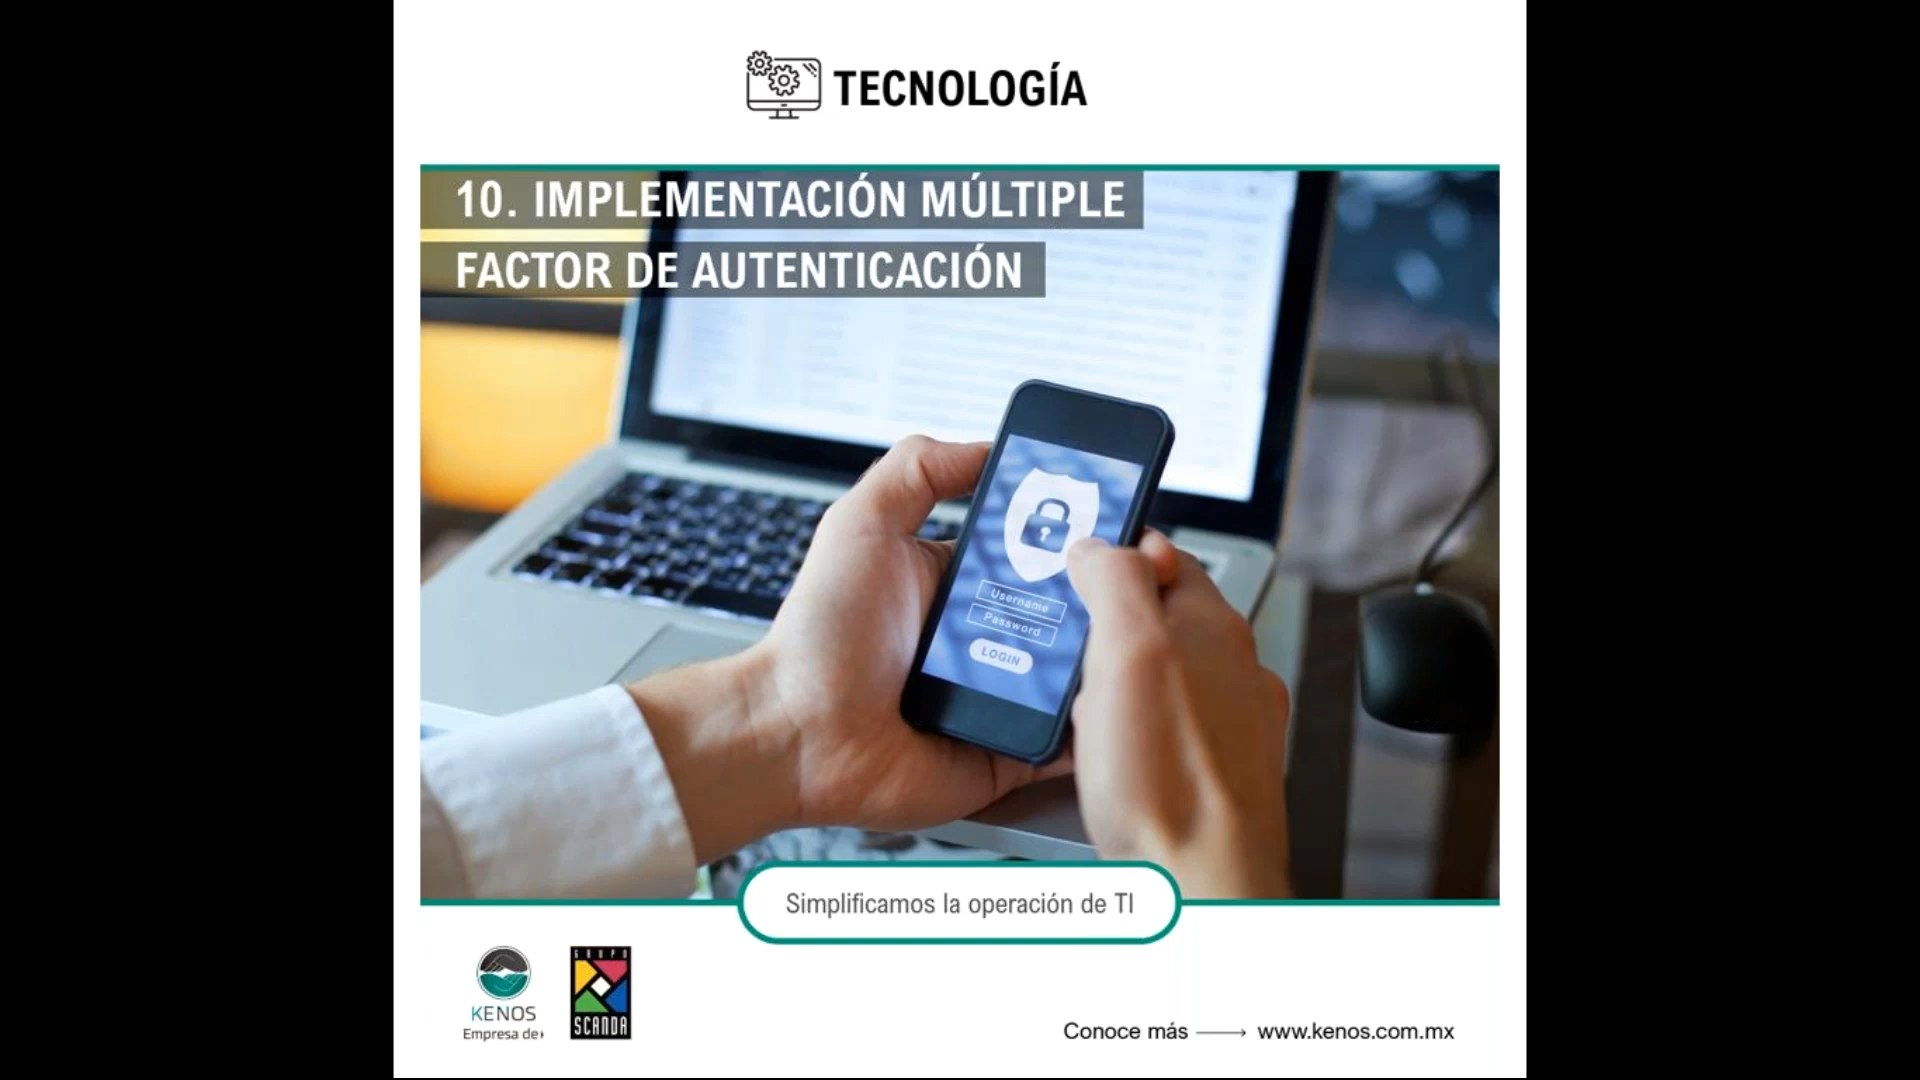 TECNOLOGÍA
10. IMPLEMENTACIÓN MÚLTIPLE
FACTOR DE AUTENTICACIÓN
Username
Password
LOGIN
Simplificamos la operación de TI
KENOS
Empresa de
GRUPO
SCANDA
Conoce más
www.kenos.com.mx